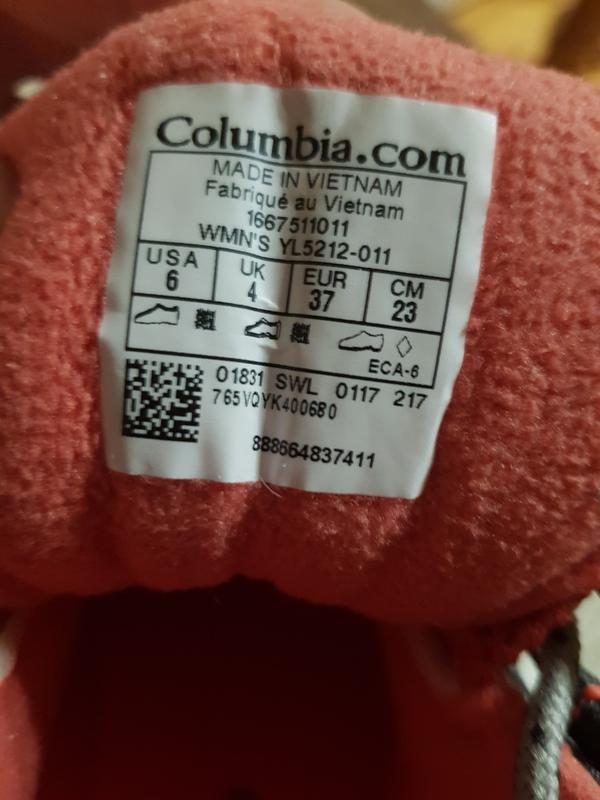 Columbia.com
MADE IN VIETNAM
Fabriqué au Vietnam
1667511011
WMN'S YL5212-011
USA UK EUR CM
6 4 37 23
ECA-6
01831 SWL 0117 217
765VQYK400680
888664837411